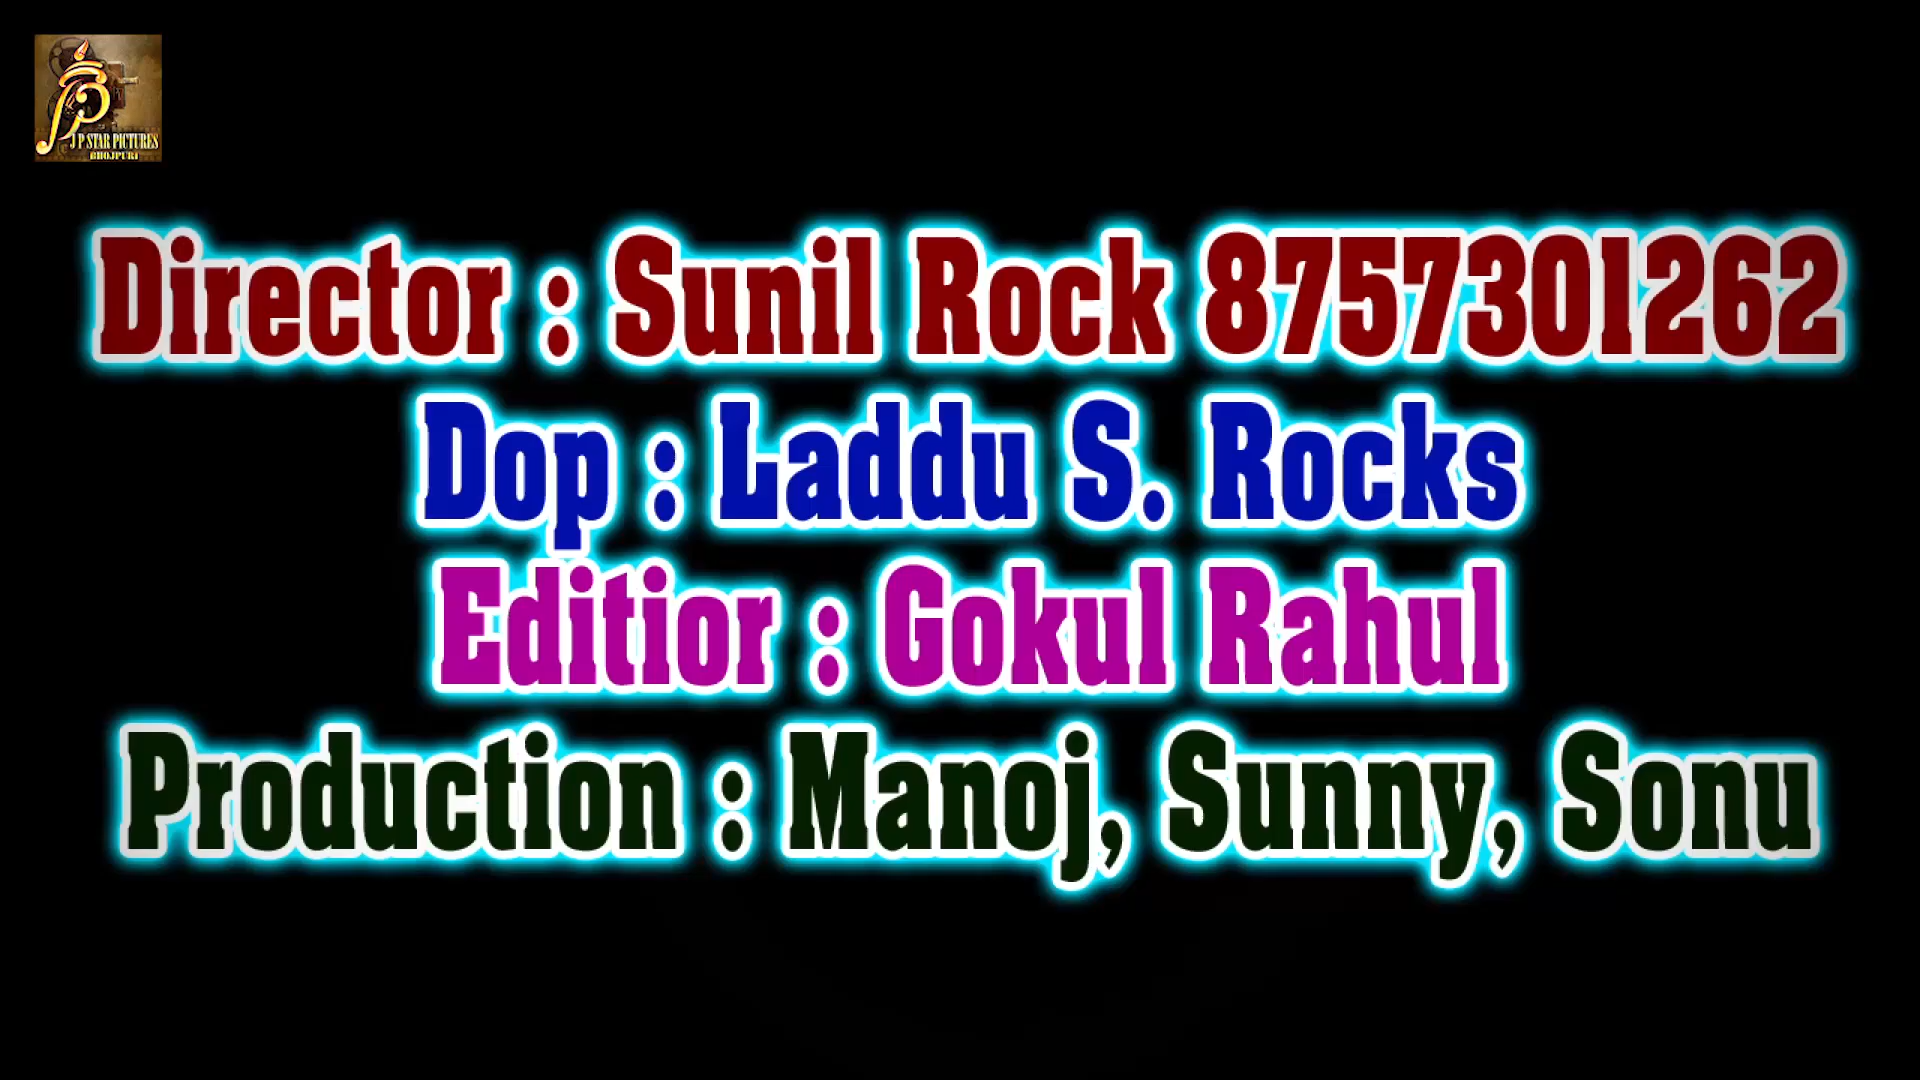 J P STAR PICTURES
BHOJPURI
Director : Sunil Rock 8757301262
Dop : Laddu S. Rocks
Editior : Gokul Rahul
Production : Manoj, Sunny, Sonu